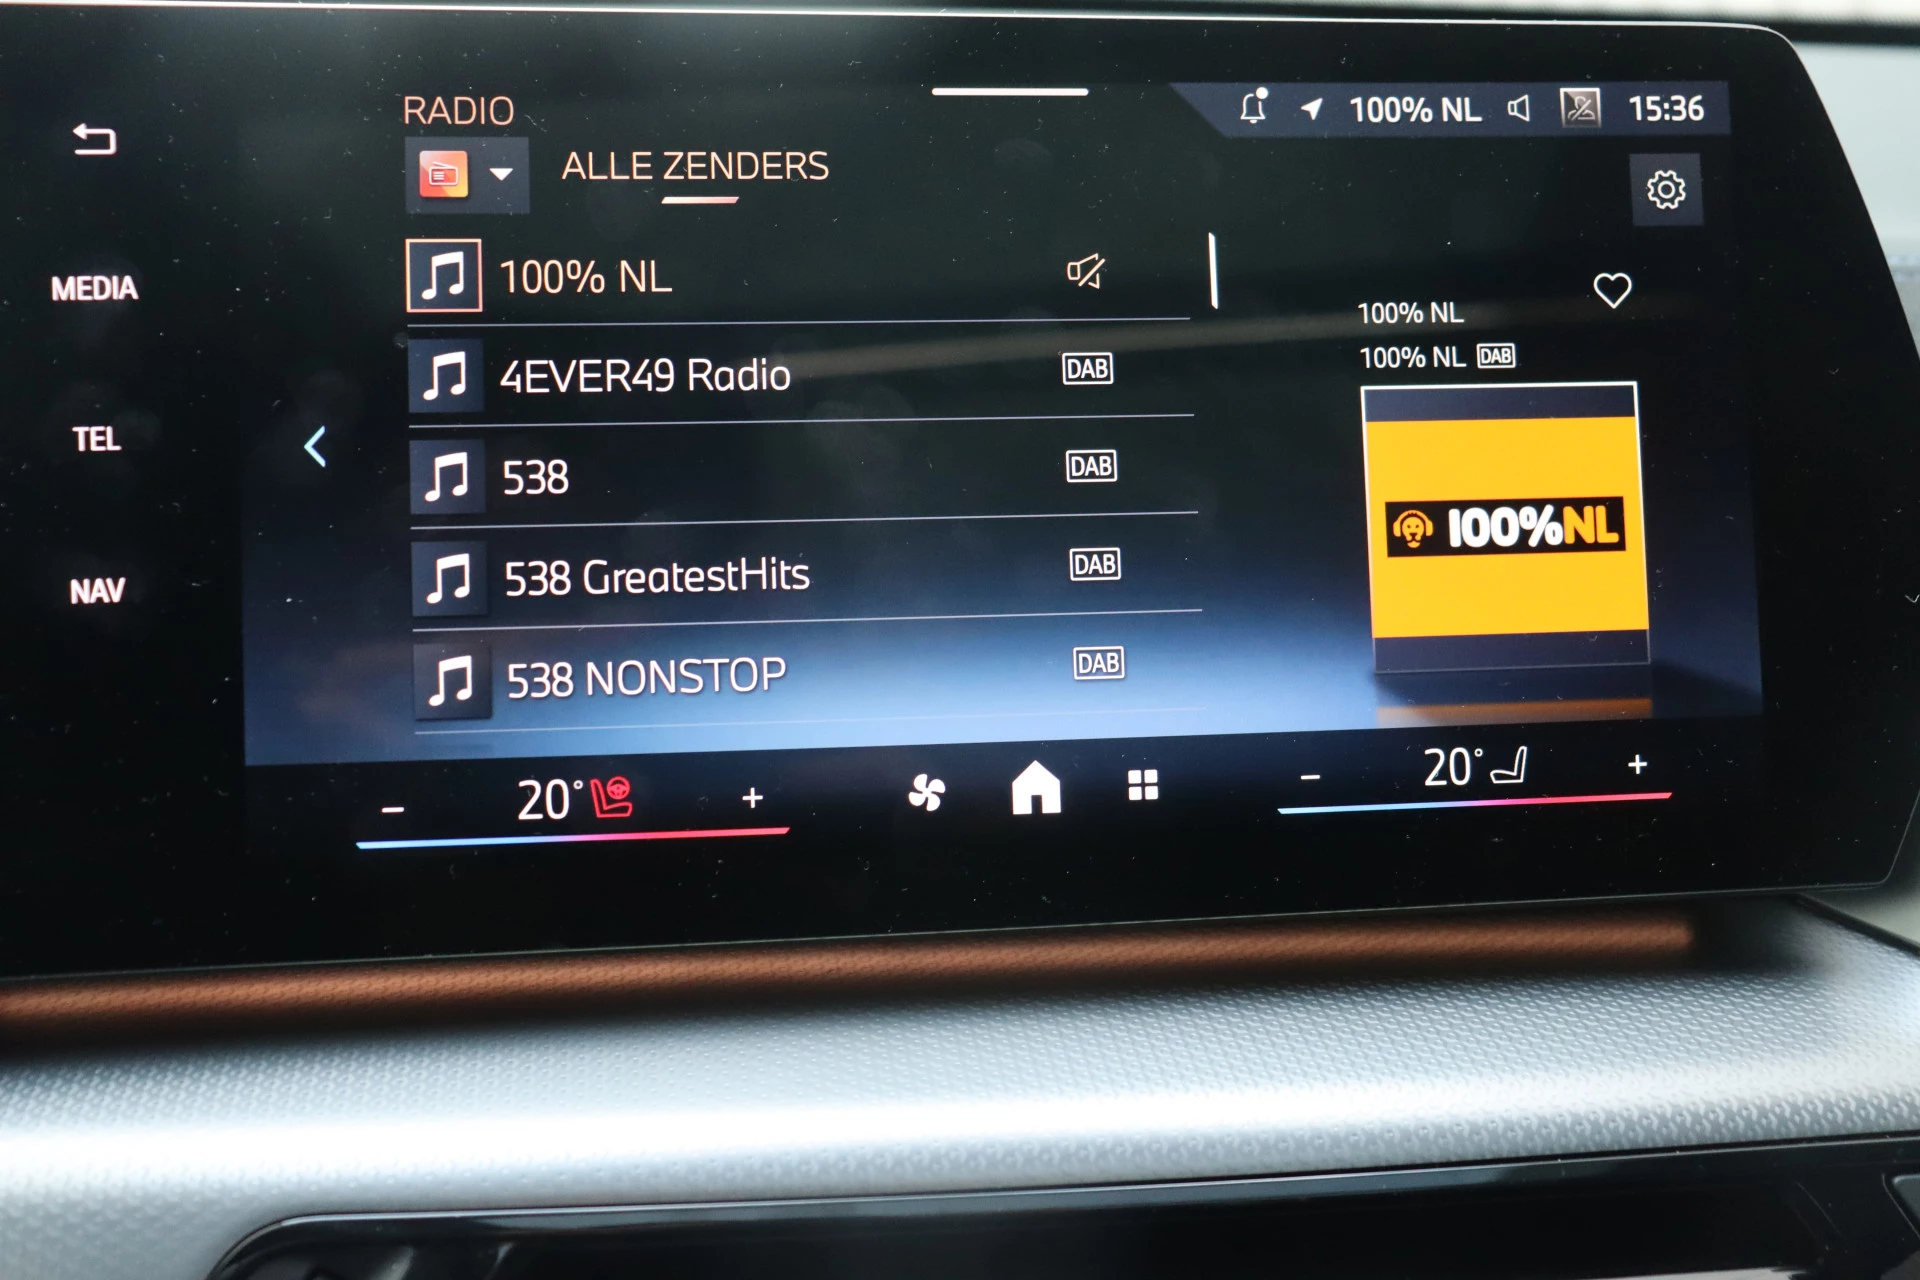 RADIO
100% NL 15:36
ALLE ZENDERS
MEDIA
TEL
NAV
100% NL
4EVER49 Radio DAB
538 DAB
538 GreatestHits DAB
538 NONSTOP DAB
100% NL
100% NL DAB
100%NL
- 20° +
- 20° +